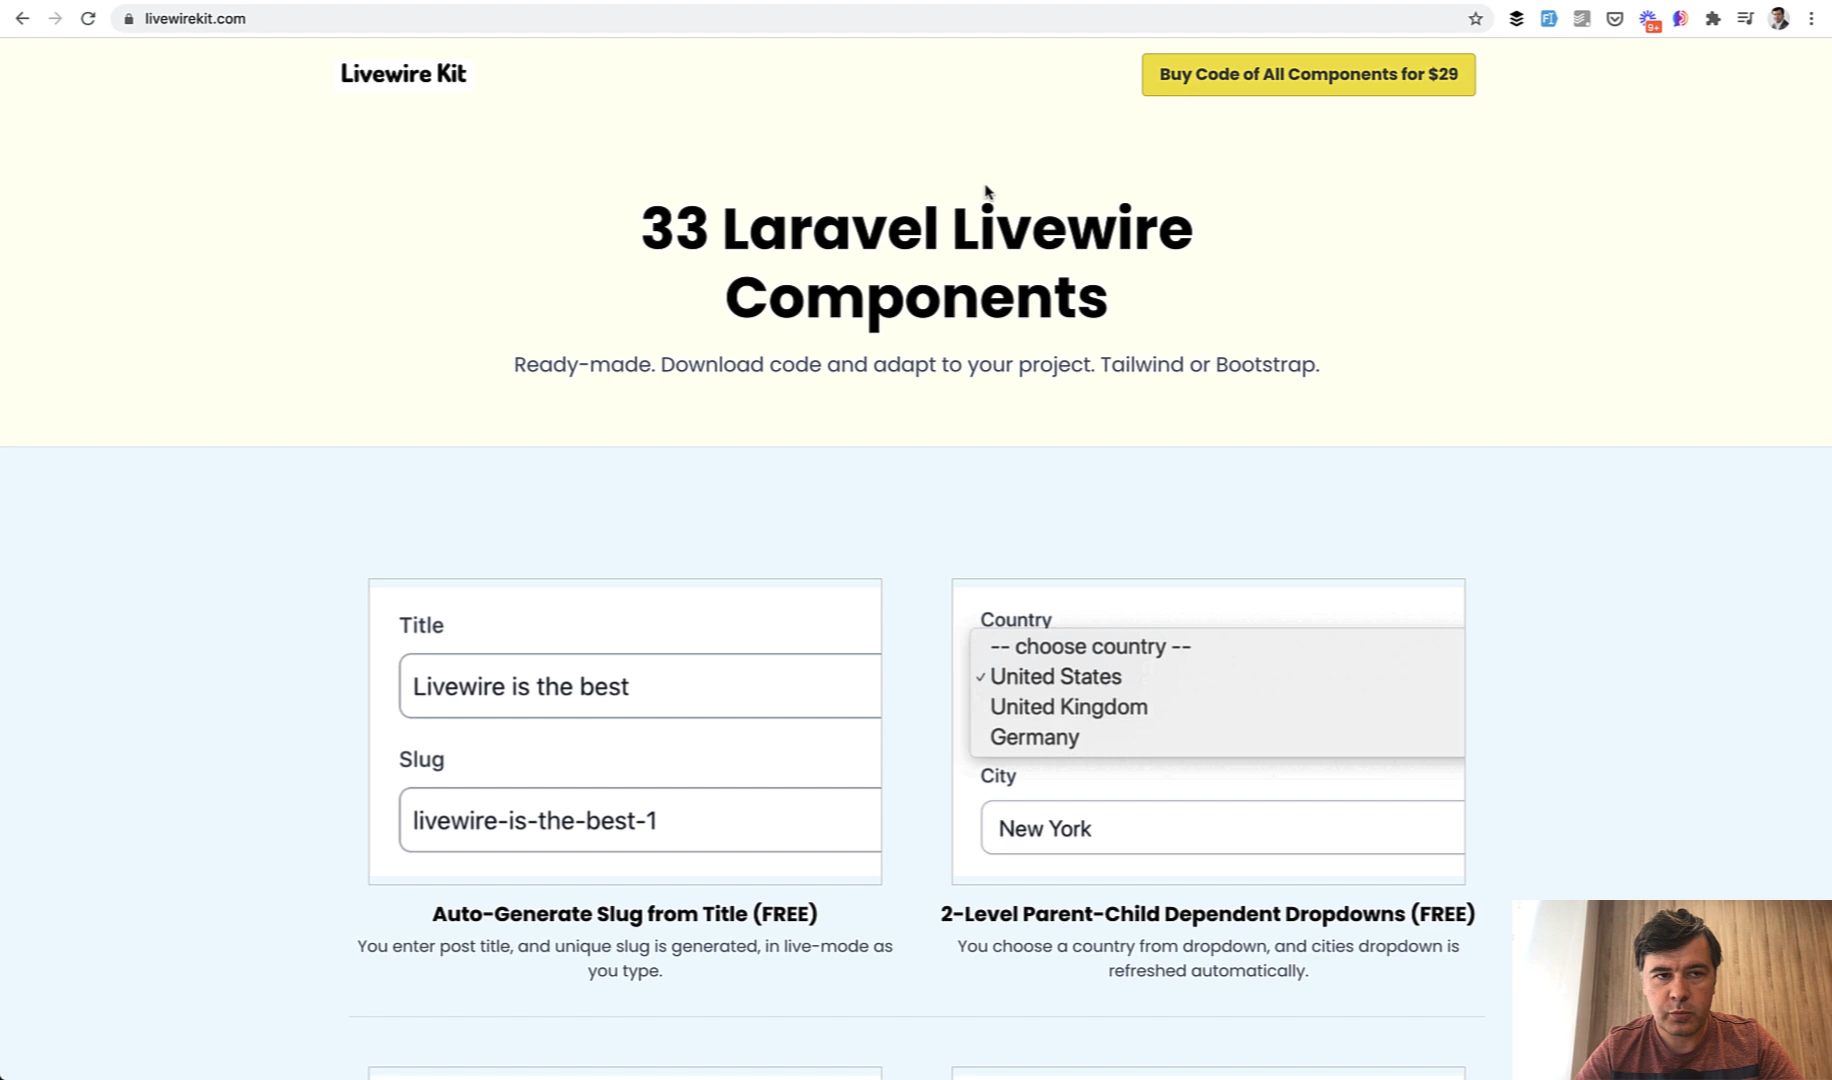 livewirekit.com
9+
Livewire Kit
Buy Code of All Components for $29
33 Laravel Livewire
Components
Ready-made. Download code and adapt to your project. Tailwind or Bootstrap.
Title
Livewire is the best
Slug
livewire-is-the-best-1
Country
-- choose country --
✓ United States
United Kingdom
Germany
City
New York
Auto-Generate Slug from Title (FREE)
You enter post title, and unique slug is generated, in live-mode as
you type.
2-Level Parent-Child Dependent Dropdowns (FREE)
You choose a country from dropdown, and cities dropdown is
refreshed automatically.